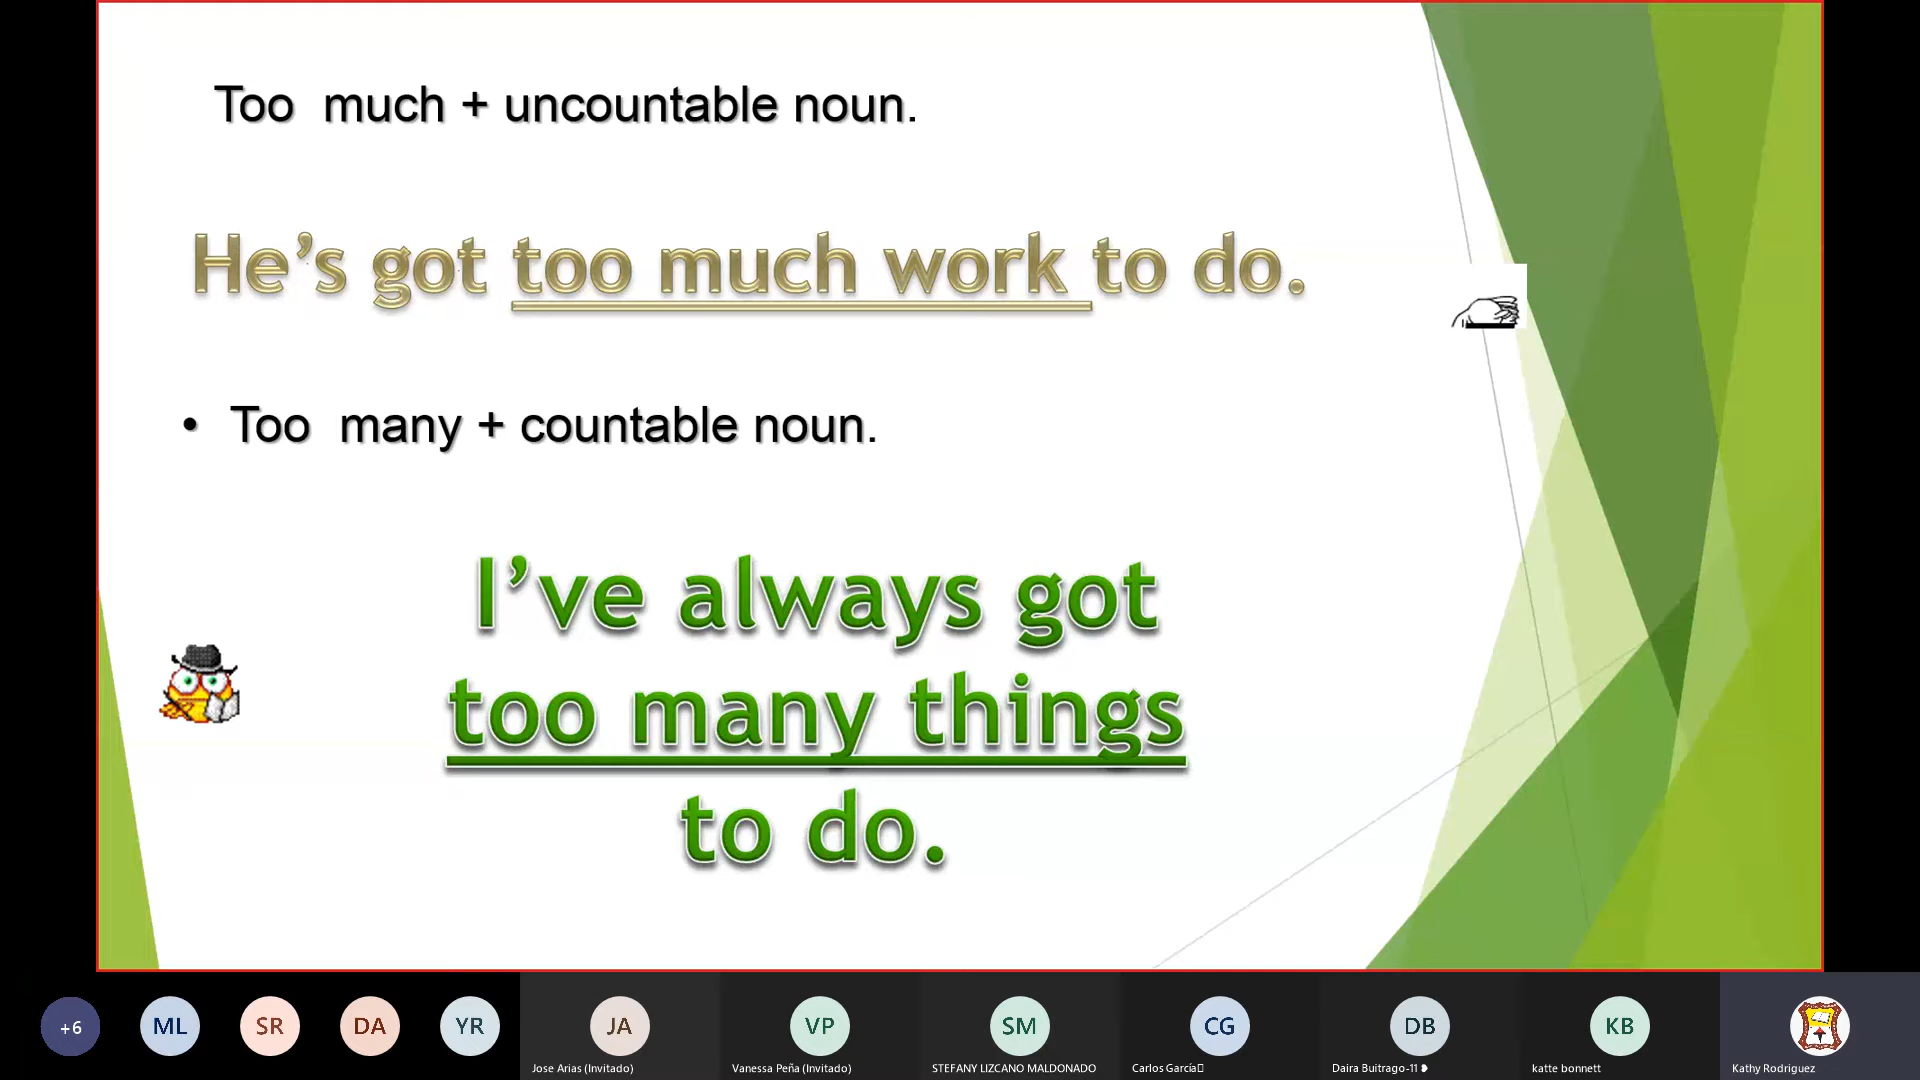 Too much + uncountable noun.
He’s got too much work to do.
• Too many + countable noun.
I’ve always got
too many things
to do.
+6
ML
SR
DA
YR
JA
VP
SM
CG
DB
KB
Jose Arias (Invitado)
Vanessa Peña (Invitado)
STEFANY LIZCANO MALDONADO
Carlos García
Daira Buitrago-11
katte bonnett
Kathy Rodriguez